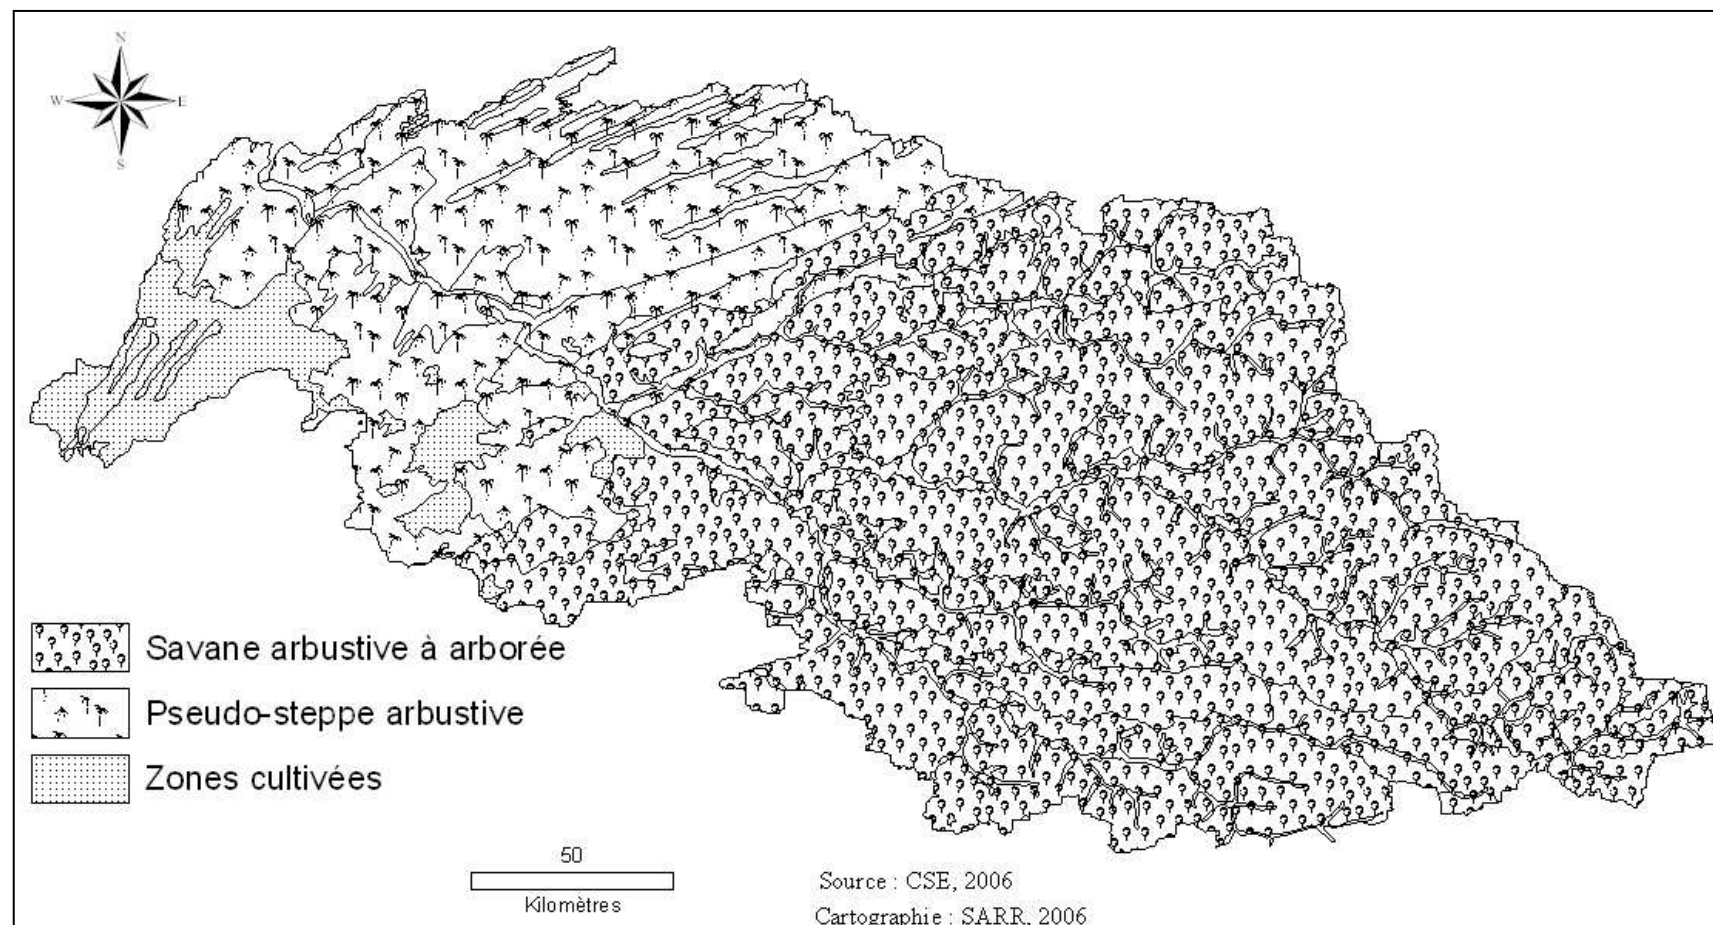 N
W E
S
Savane arbustive à arborée
Pseudo-steppe arbustive
Zones cultivées
50
Kilomètres
Source : CSE, 2006
Cartographie : SARR, 2006